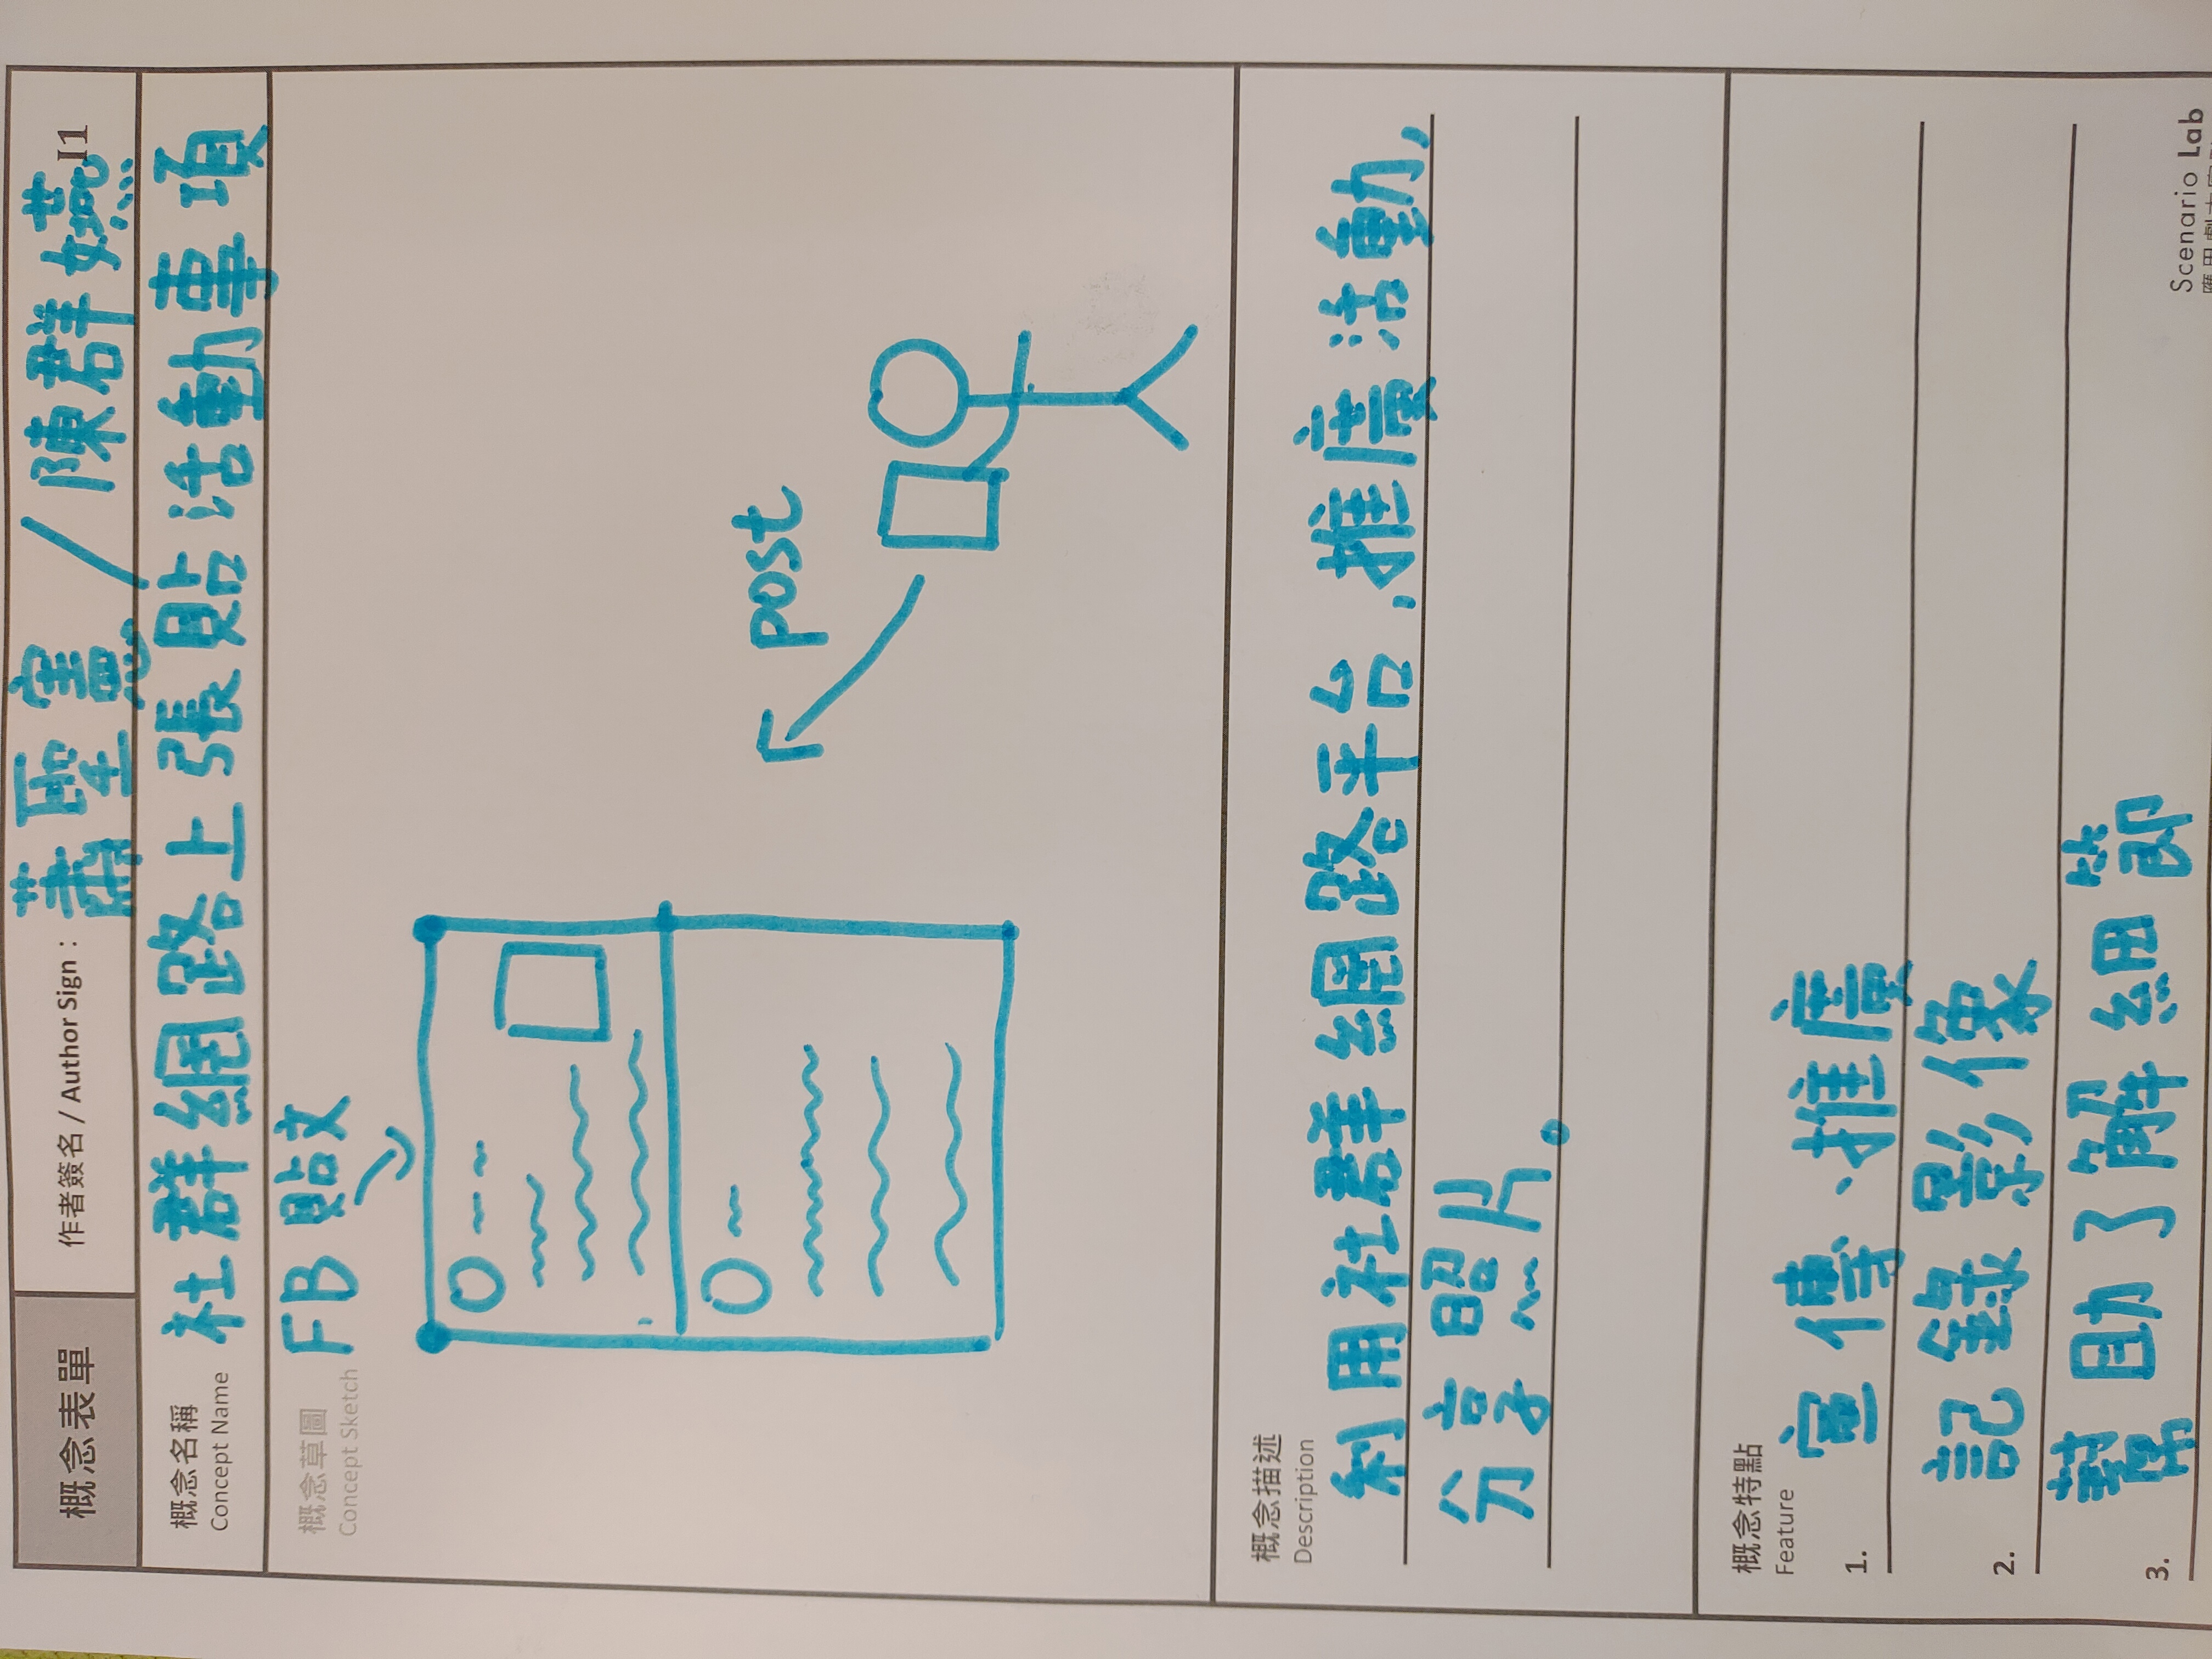 概念表單
作者簽名 / Author Sign： 蕭聖憲 / 陳群嬿 I1
概念名稱
Concept Name
社群網路上張貼活動事項
概念草圖
Concept Sketch
FB 貼文
post
概念描述
Description
利用社群網路平台,推廣活動,
分享照片。
概念特點
Feature
1. 宣傳、推廣
2. 記錄影像
3. 幫助了解細節
Scenario Lab